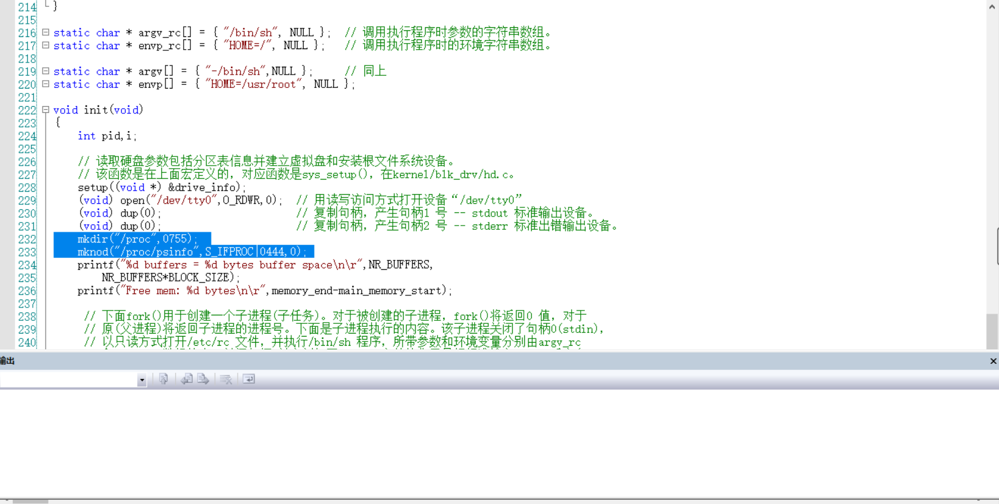 214 }
215
216 static char * argv_rc[] = { "/bin/sh", NULL }; // 调用执行程序时参数的字符串数组。
217 static char * envp_rc[] = { "HOME=/", NULL }; // 调用执行程序时的环境字符串数组。
218
219 static char * argv[] = { "-/bin/sh",NULL }; // 同上
220 static char * envp[] = { "HOME=/usr/root", NULL };
221
222 void init(void)
223 {
224 int pid,i;
225
226 // 读取硬盘参数包括分区表信息并建立虚拟盘和安装根文件系统设备。
227 // 该函数是在上面宏定义的，对应函数是sys_setup()，在kernel/blk_drv/hd.c。
228 setup((void *) &drive_info);
229 (void) open("/dev/tty0",O_RDWR,0); // 用读写访问方式打开设备“/dev/tty0”
230 (void) dup(0); // 复制句柄，产生句柄1 号 -- stdout 标准输出设备。
231 (void) dup(0); // 复制句柄，产生句柄2 号 -- stderr 标准出错输出设备。
232 mkdir("/proc",0755);
233 mknod("/proc/psinfo",S_IFPROC|0444,0);
234 printf("%d buffers = %d bytes buffer space\n\r",NR_BUFFERS,
235 NR_BUFFERS*BLOCK_SIZE);
236 printf("Free mem: %d bytes\n\r",memory_end-main_memory_start);
237
238 // 下面fork()用于创建一个子进程(子任务)。对于被创建的子进程，fork()将返回0 值，对于
239 // 原(父进程)将返回子进程的进程号。下面是子进程执行的内容。该子进程关闭了句柄0(stdin)，
240 // 以只读方式打开/etc/rc 文件，并执行/bin/sh 程序，所带参数和环境变量分别由argv_rc
输出